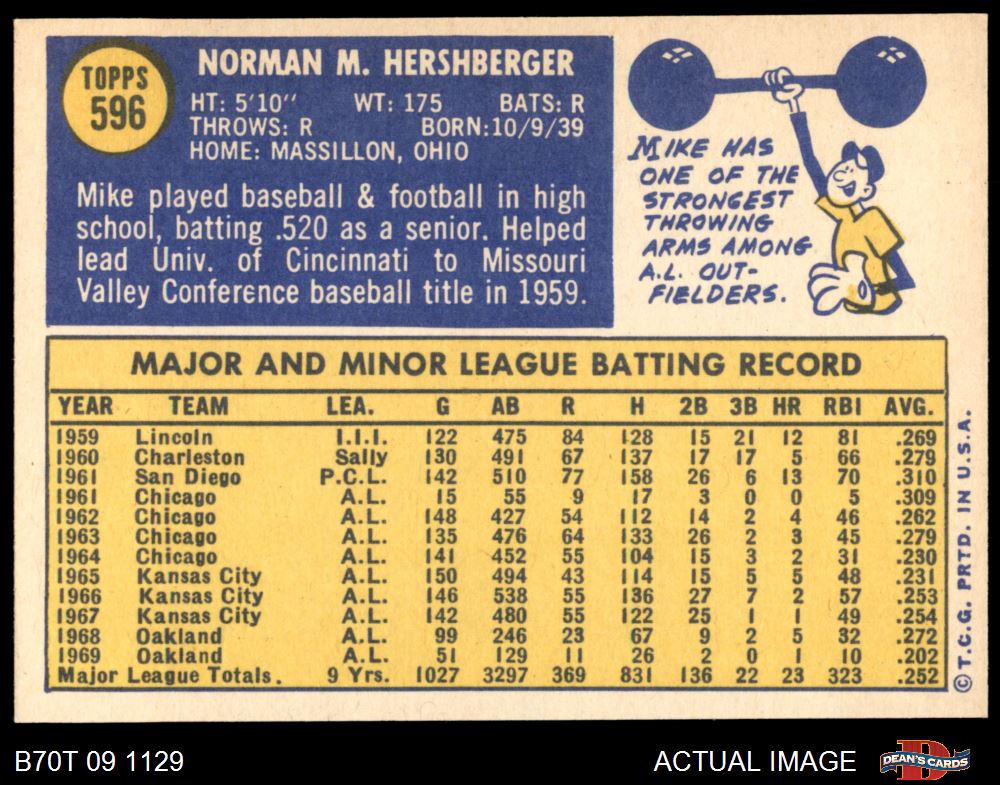 TOPPS
596
NORMAN M. HERSHBERGER
HT: 5'10" WT: 175 BATS: R
THROWS: R BORN:10/9/39
HOME: MASSILLON, OHIO
Mike played baseball & football in high
school, batting .520 as a senior. Helped
lead Univ. of Cincinnati to Missouri
Valley Conference baseball title in 1959.
MIKE HAS
ONE OF THE
STRONGEST
THROWING
ARMS AMONG
A.L. OUT-
FIELDERS.
MAJOR AND MINOR LEAGUE BATTING RECORD
YEAR TEAM LEA. G AB R H 2B 3B HR RBI AVG.
1959 Lincoln I.I.I. 122 475 84 128 15 21 12 81 .269
1960 Charleston Sally 130 491 67 137 17 17 5 66 .279
1961 San Diego P.C.L. 142 510 77 158 26 6 13 70 .310
1961 Chicago A.L. 15 55 9 17 3 0 0 5 .309
1962 Chicago A.L. 148 427 54 112 14 2 4 46 .262
1963 Chicago A.L. 135 476 64 133 26 2 3 45 .279
1964 Chicago A.L. 141 452 55 104 15 3 2 31 .230
1965 Kansas City A.L. 150 494 43 114 15 5 5 48 .231
1966 Kansas City A.L. 146 538 55 136 27 7 2 57 .253
1967 Kansas City A.L. 142 480 55 122 25 1 1 49 .254
1968 Oakland A.L. 99 246 23 67 9 2 5 32 .272
1969 Oakland A.L. 51 129 11 26 2 0 1 10 .202
Major League Totals. 9 Yrs. 1027 3297 369 831 136 22 23 323 .252
©T.C.G. PRTD. IN U.S.A.
B70T 09 1129
ACTUAL IMAGE
D
DEAN'S CARDS